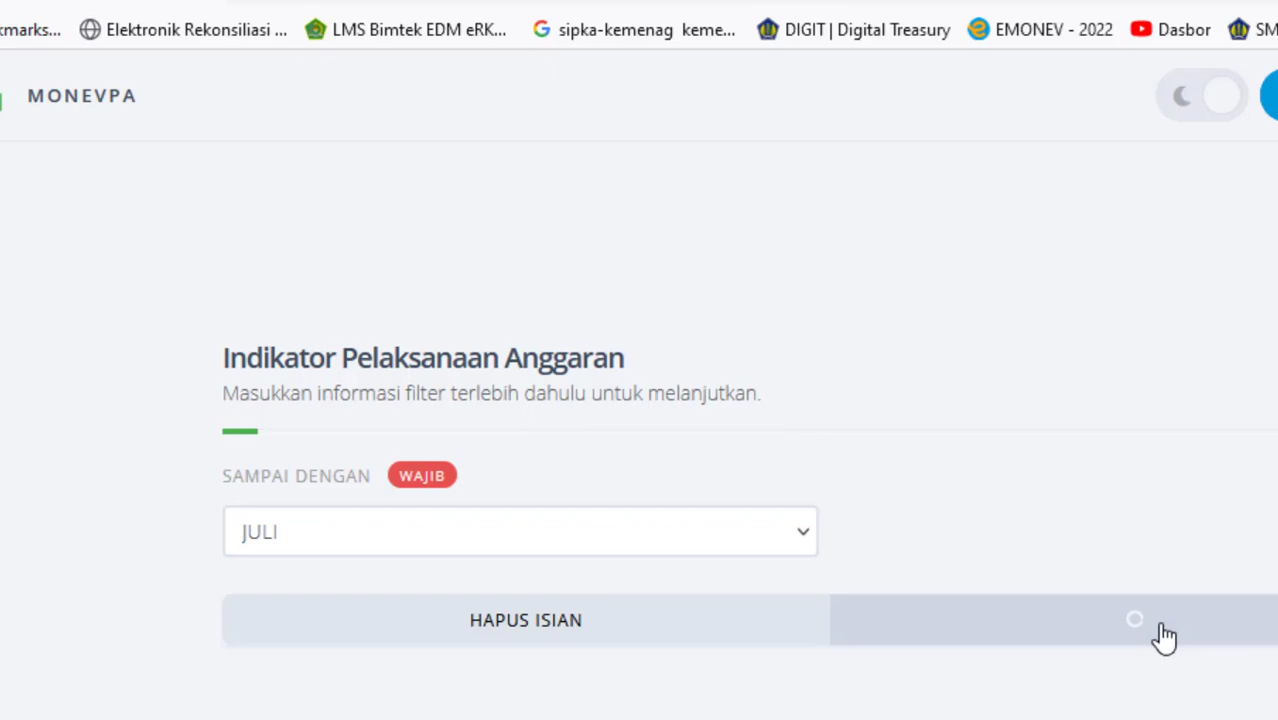 kmarks... Elektronik Rekonsiliasi ... LMS Bimtek EDM eRK... sipka-kemenag keme... DIGIT | Digital Treasury EMONEV - 2022 Dasbor SM
MONEVPA
Indikator Pelaksanaan Anggaran
Masukkan informasi filter terlebih dahulu untuk melanjutkan.
SAMPAI DENGAN WAJIB
JULI
HAPUS ISIAN